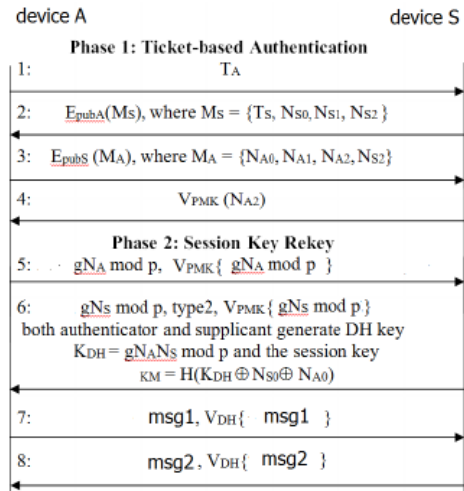 device A
device S
Phase 1: Ticket-based Authentication
1: TA
2: EpubA(Ms), where Ms = {Ts, NS0, NS1, NS2 }
3: EpubS (MA), where MA = {NA0, NA1, NA2, NS2}
4: VPMK (NA2)
Phase 2: Session Key Rekey
5: gNA mod p, VPMK{ gNA mod p }
6: gNs mod p, type2, VPMK{ gNs mod p }
both authenticator and supplicant generate DH key
KDH = gNANs mod p and the session key
KM = H(KDH ⊕ NS0 ⊕ NA0)
7: msg1, VDH{ msg1 }
8: msg2, VDH{ msg2 }